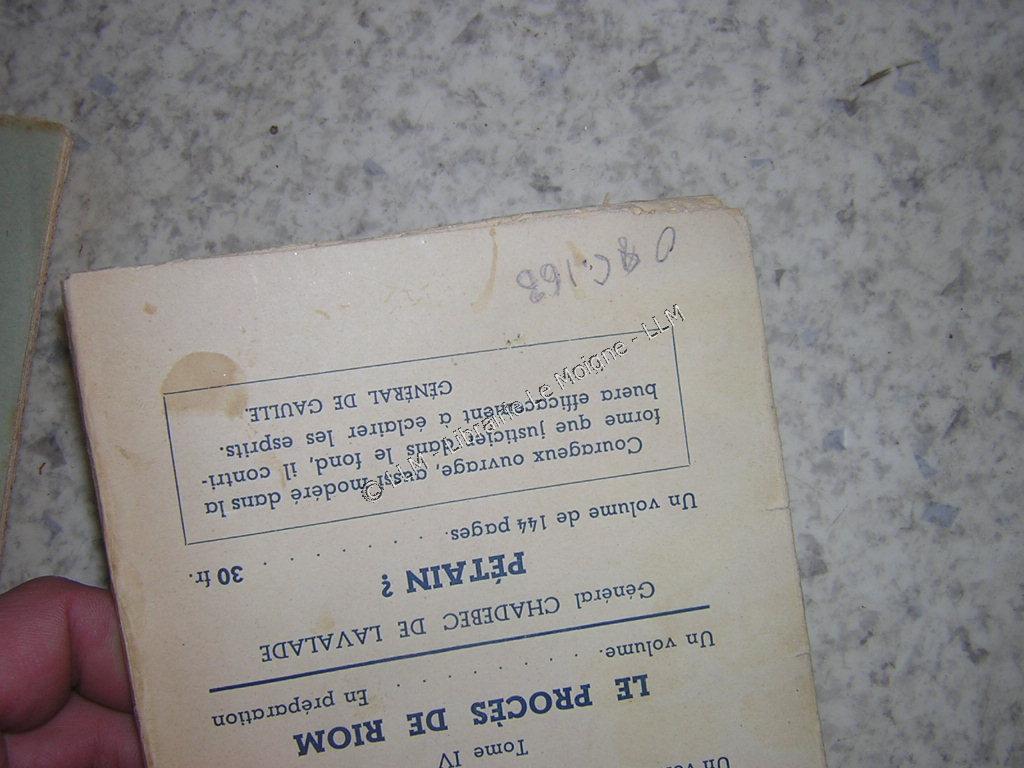 Un vo
Tome IV
LE PROCÈS DE RIOM
Un volume. . . . . . . . En préparation
Général CHADEBEC DE LAVALADE
PÉTAIN ?
Un volume de 144 pages. . . . . . . . 30 fr.
Courageux ouvrage, aussi modéré dans la
forme que justicier dans le fond, il contri-
buera efficacement à éclairer les esprits.
GÉNÉRAL DE GAULLE.
© LLM - Librairie Le Moigne - LLM